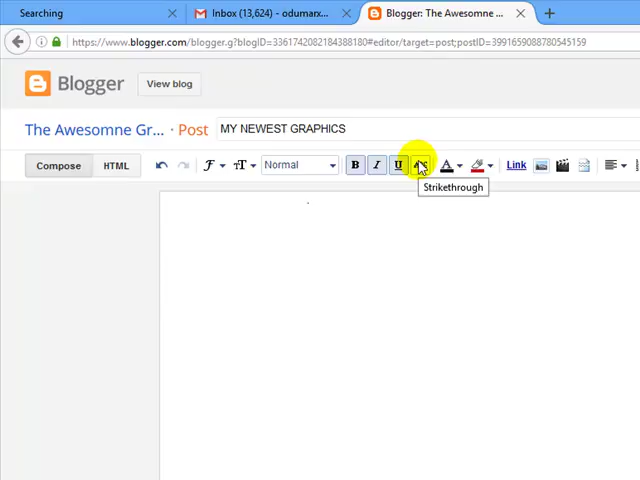 Searching
Inbox (13,624) - odumarx...
Blogger: The Awesomne ...
https://www.blogger.com/blogger.g?blogID=3361742082184388180#editor/target=post;postID=3991659088780545159
Blogger
View blog
The Awesomne Gr... · Post
MY NEWEST GRAPHICS
Compose
HTML
Normal
B
I
U
A
Link
Strikethrough